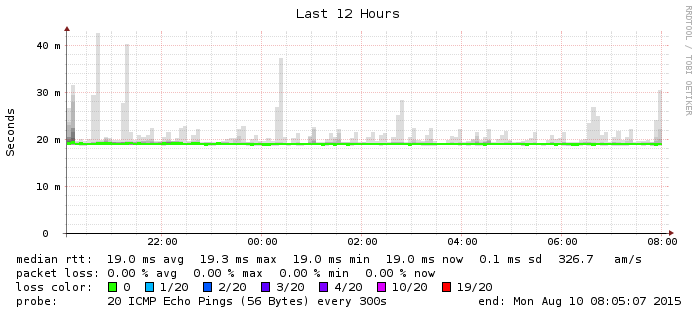 Last 12 Hours
RRDTOOL / TOBI OETIKER
Seconds
40 m
30 m
20 m
10 m
0
22:00 00:00 02:00 04:00 06:00 08:00
median rtt: 19.0 ms avg 19.3 ms max 19.0 ms min 19.0 ms now 0.1 ms sd 326.7 am/s
packet loss: 0.00 % avg 0.00 % max 0.00 % min 0.00 % now
loss color: 0 1/20 2/20 3/20 4/20 10/20 19/20
probe: 20 ICMP Echo Pings (56 Bytes) every 300s end: Mon Aug 10 08:05:07 2015